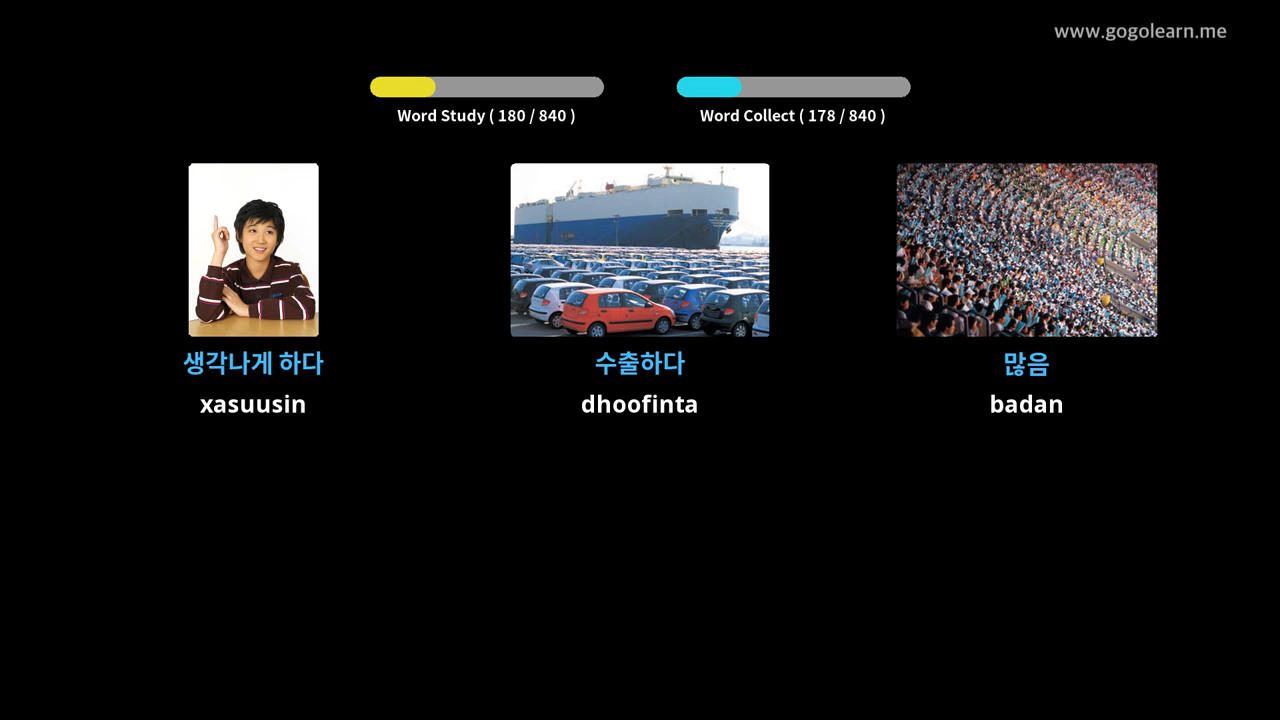 www.gogolearn.me
Word Study ( 180 / 840 )
Word Collect ( 178 / 840 )
생각나게 하다
수출하다
많음
xasuusin
dhoofinta
badan